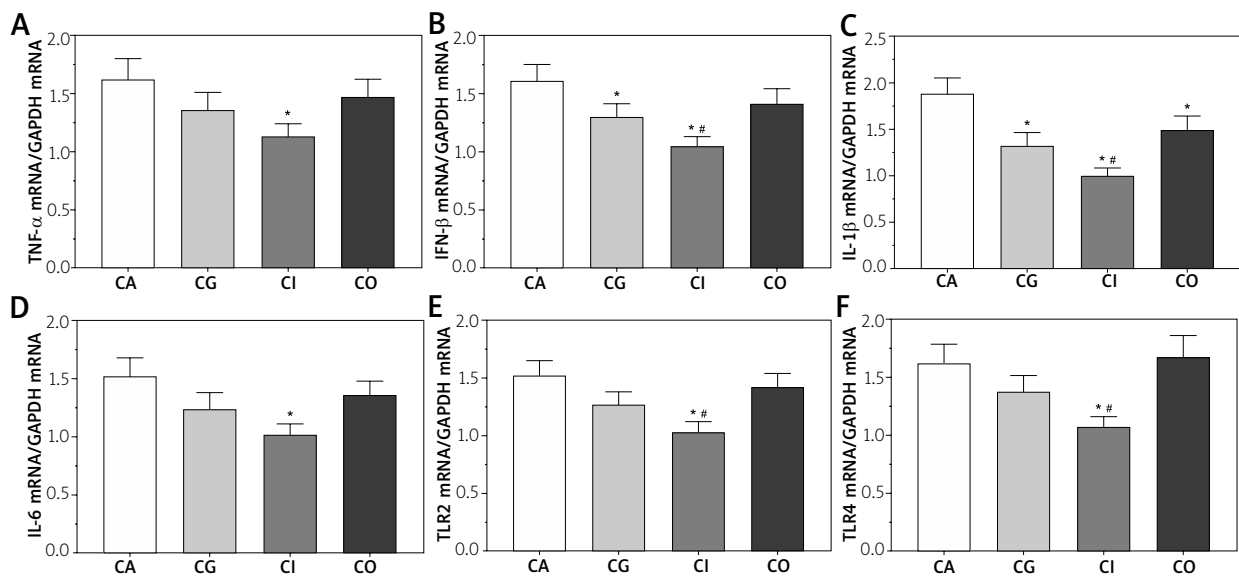 A
TNF-α mRNA/GAPDH mRNA
2.0
1.5
1.0
0.5
0.0
*
CA CG CI CO
B
IFN-β mRNA/GAPDH mRNA
2.0
1.5
1.0
0.5
0.0
*
* #
CA CG CI CO
C
IL-1β mRNA/GAPDH mRNA
2.5
2.0
1.5
1.0
0.5
0.0
*
* #
*
CA CG CI CO
D
IL-6 mRNA/GAPDH mRNA
2.0
1.5
1.0
0.5
0.0
*
CA CG CI CO
E
TLR2 mRNA/GAPDH mRNA
2.0
1.5
1.0
0.5
0.0
* #
CA CG CI CO
F
TLR4 mRNA/GAPDH mRNA
2.0
1.5
1.0
0.5
0.0
* #
CA CG CI CO